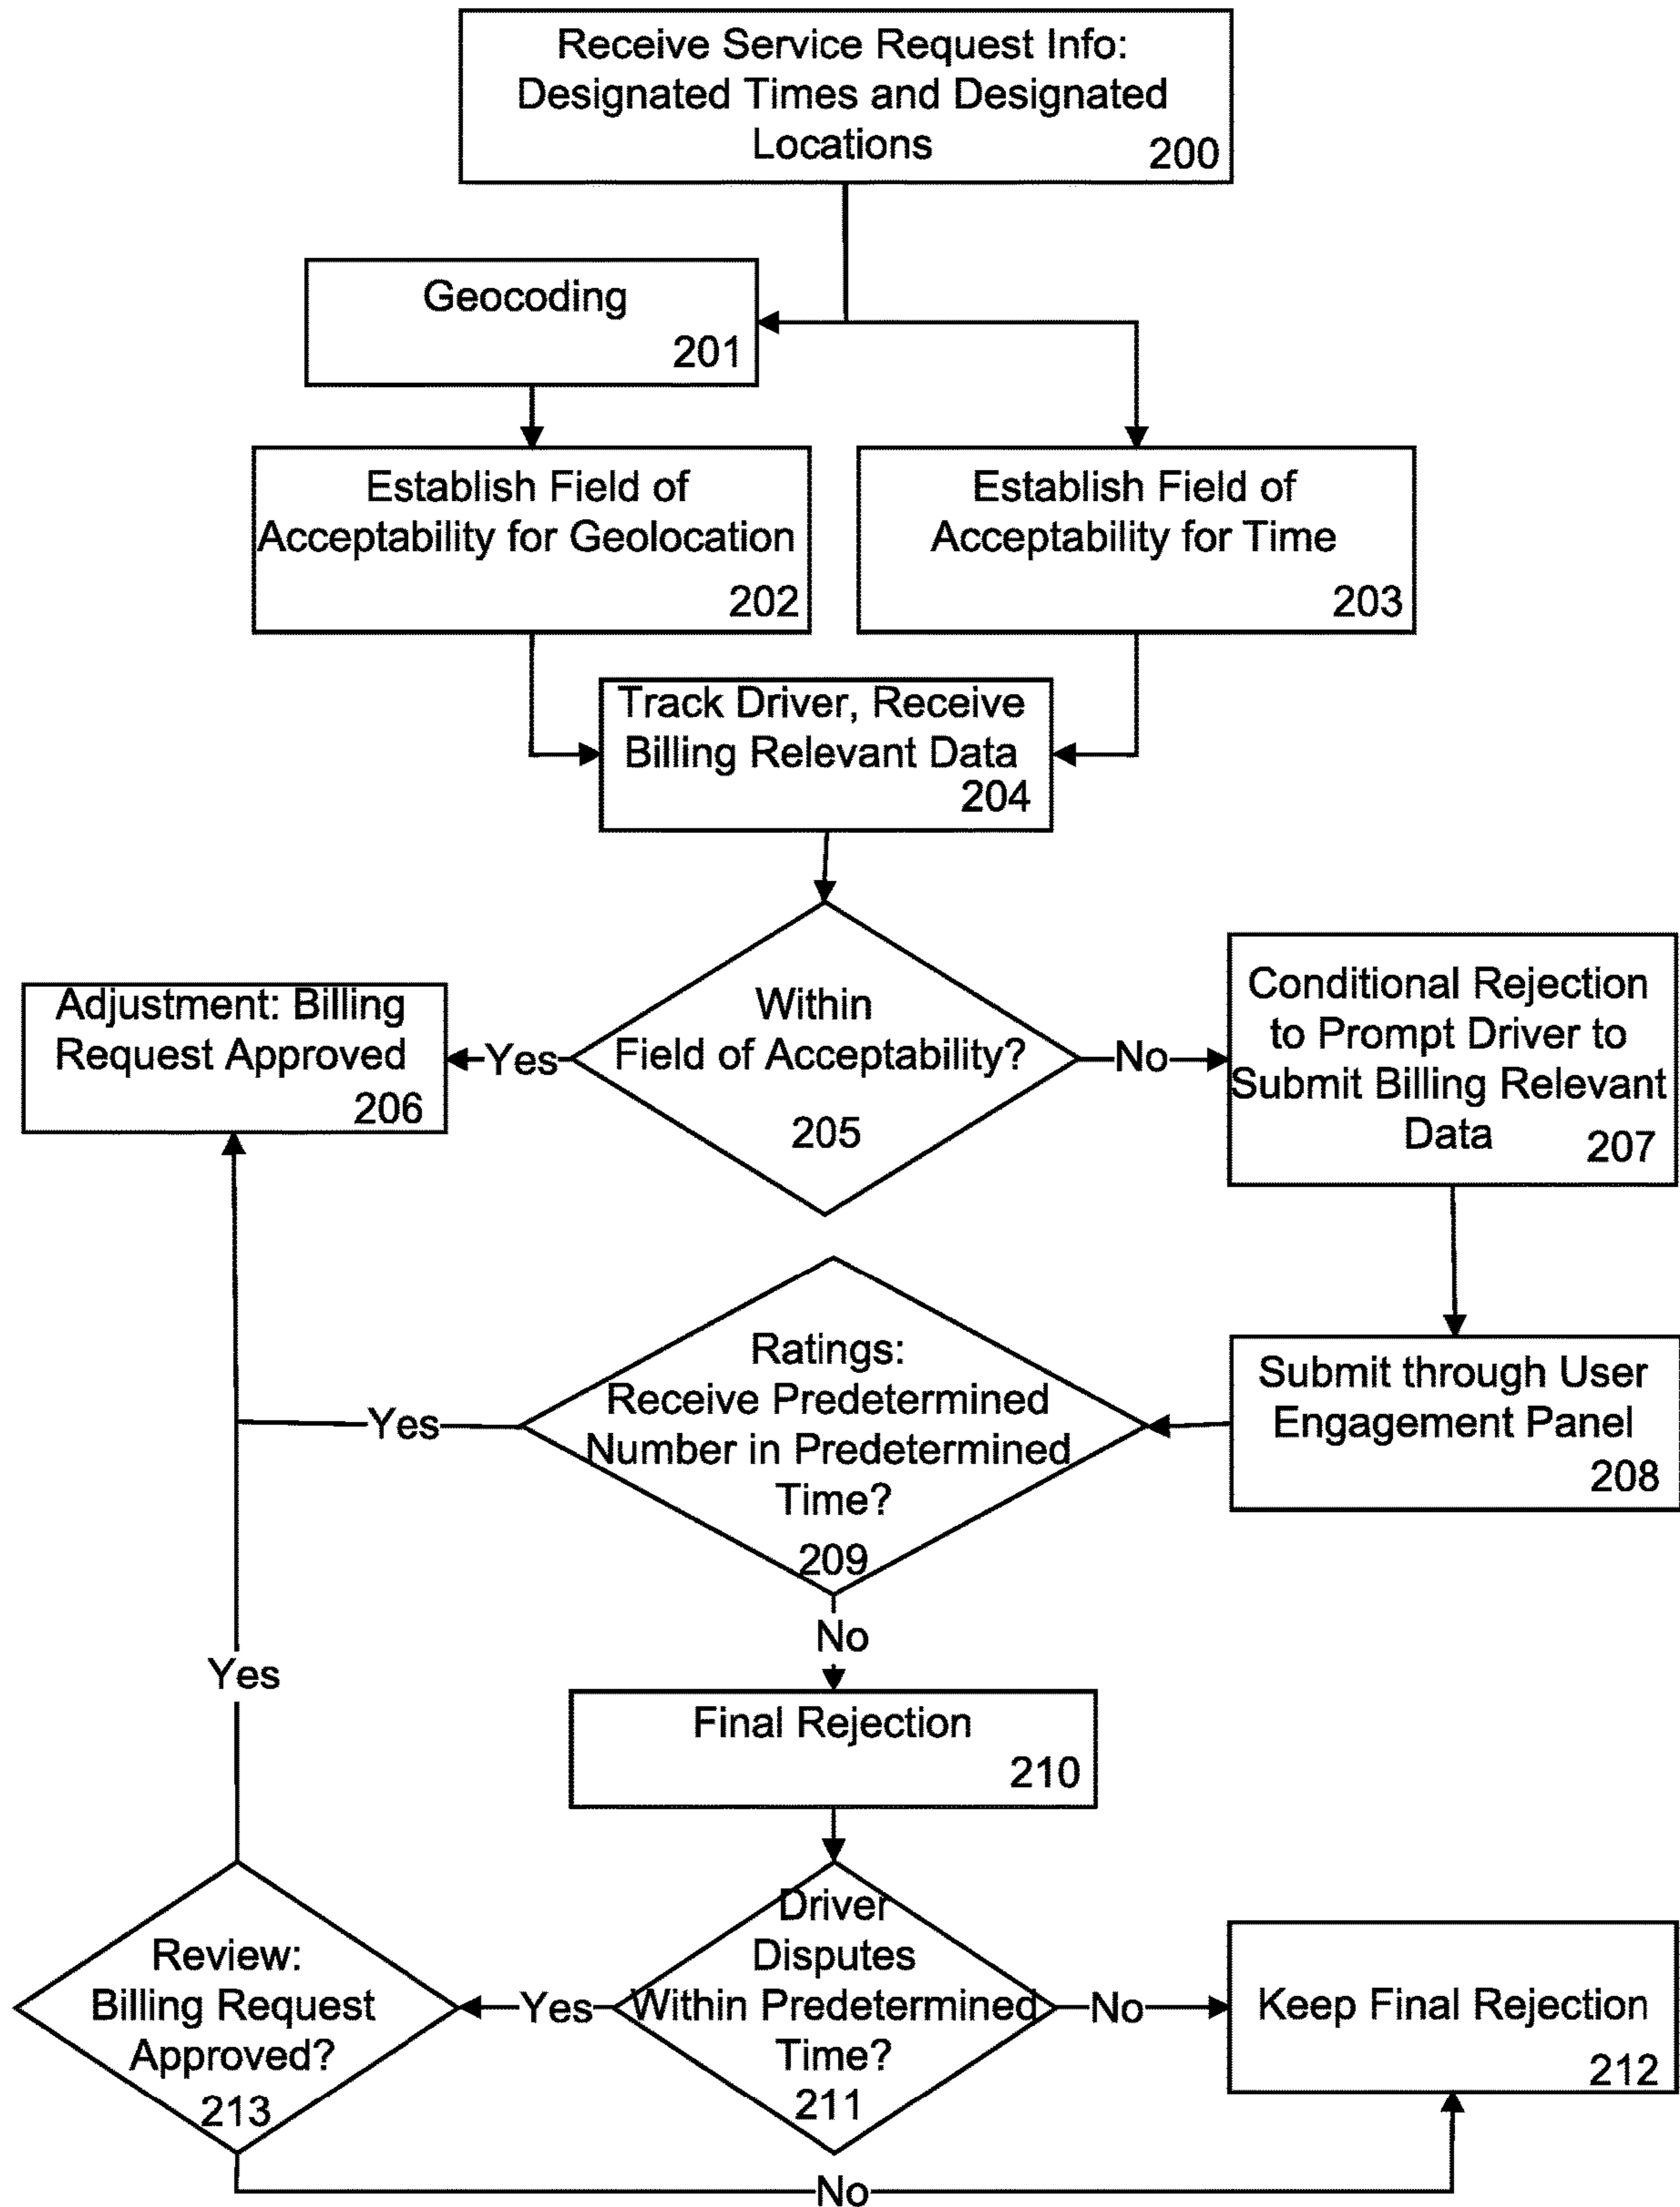 Receive Service Request Info:
Designated Times and Designated
Locations
200
Geocoding
201
Establish Field of
Acceptability for Geolocation
202
Establish Field of
Acceptability for Time
203
Track Driver, Receive
Billing Relevant Data
204
Within
Field of Acceptability?
205
Yes
No
Adjustment: Billing
Request Approved
206
Conditional Rejection
to Prompt Driver to
Submit Billing Relevant
Data
207
Submit through User
Engagement Panel
208
Ratings:
Receive Predetermined
Number in Predetermined
Time?
209
Yes
No
Final Rejection
210
Driver
Disputes
Within Predetermined
Time?
211
Yes
No
Keep Final Rejection
212
Review:
Billing Request
Approved?
213
Yes
No